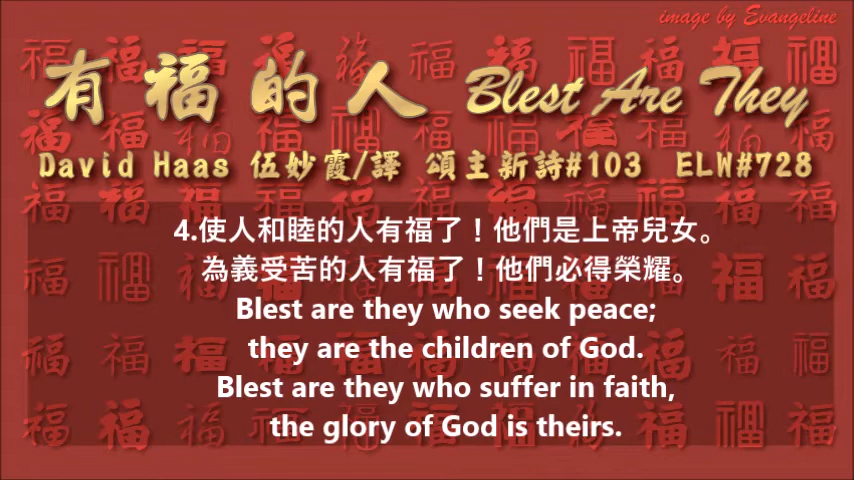 image by Evangeline
有福的人 Blest Are They
David Haas 伍妙霞/譯 頌主新詩#103 ELW#728
4.使人和睦的人有福了！他們是上帝兒女。
為義受苦的人有福了！他們必得榮耀。
Blest are they who seek peace;
they are the children of God.
Blest are they who suffer in faith,
the glory of God is theirs.